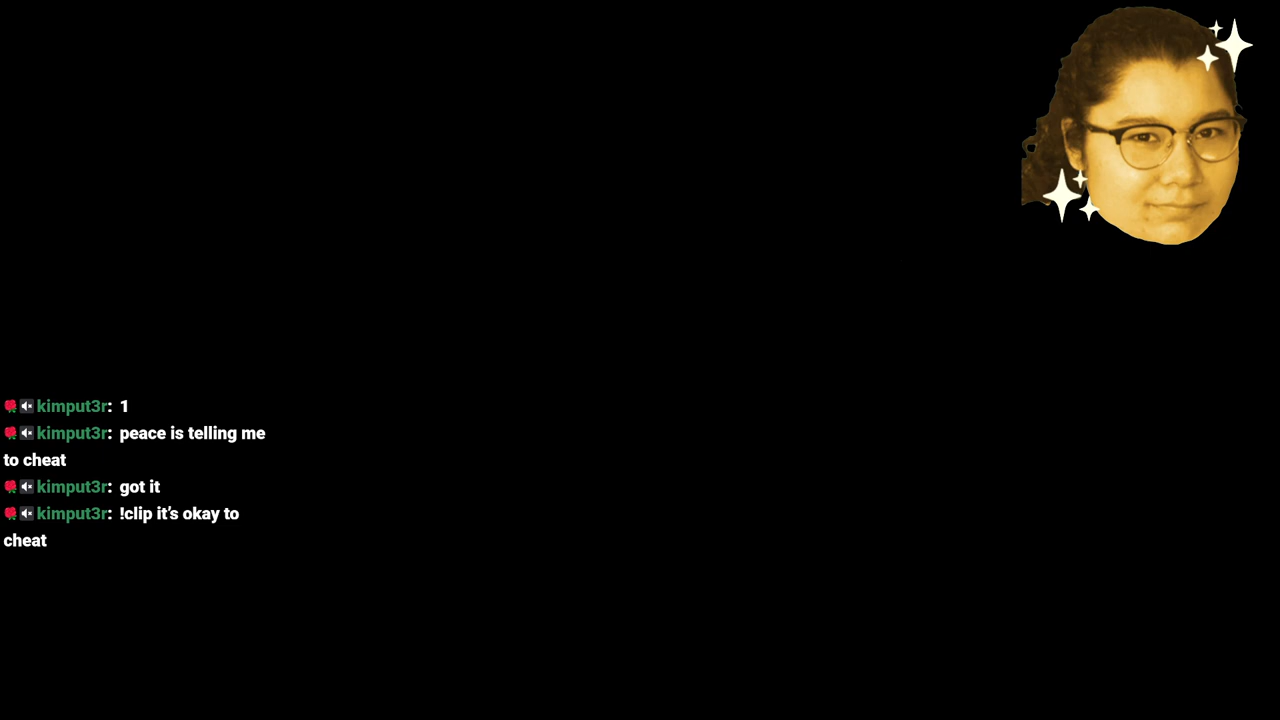 kimput3r: 1
kimput3r: peace is telling me
to cheat
kimput3r: got it
kimput3r: !clip it’s okay to
cheat